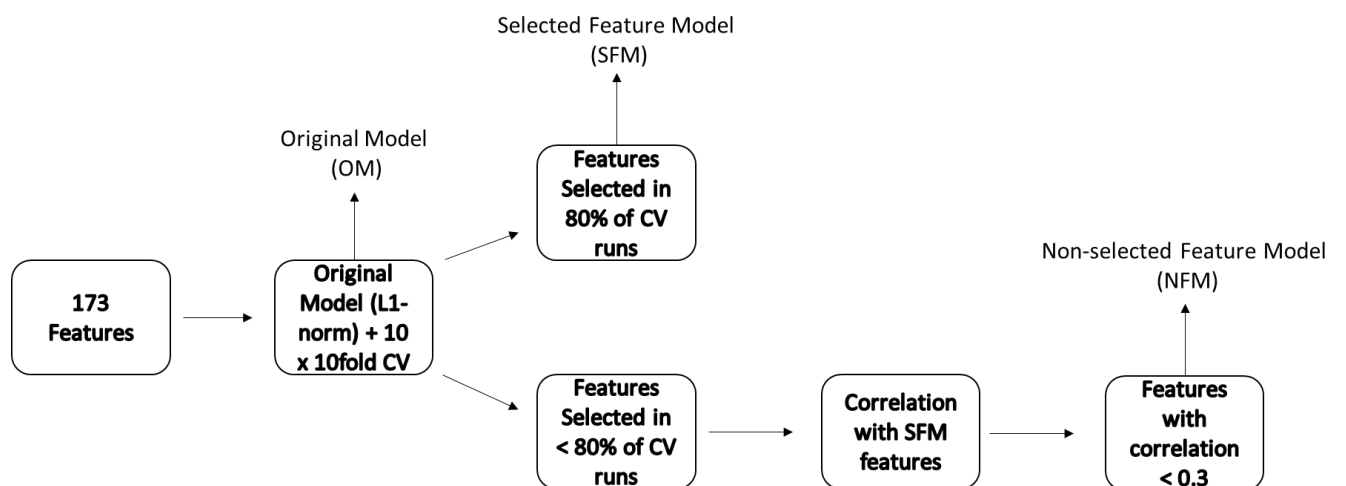 Selected Feature Model
(SFM)
Original Model
(OM)
Features
Selected in
80% of CV
runs
Non-selected Feature Model
(NFM)
173
Features
Original
Model (L1-
norm) + 10
x 10fold CV
Features
Selected in
< 80% of CV
runs
Correlation
with SFM
features
Features
with
correlation
< 0.3